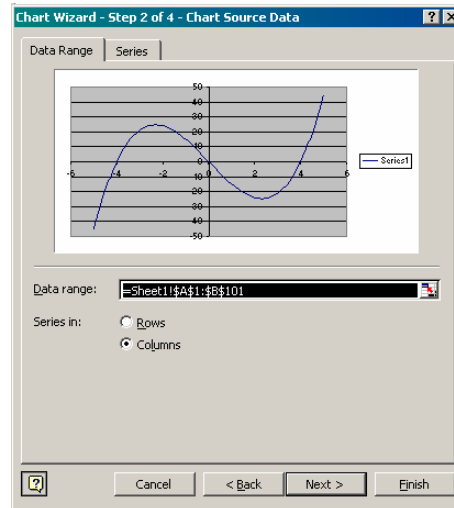 Chart Wizard - Step 2 of 4 - Chart Source Data
Data Range
Series
50
40
30
20
10
0
-6 -4 -2 0 2 4 6
10
20
30
40
-50
Series1
Data range: =Sheet1!$A$1:$B$101
Series in: Rows
Columns
Cancel < Back Next > Finish